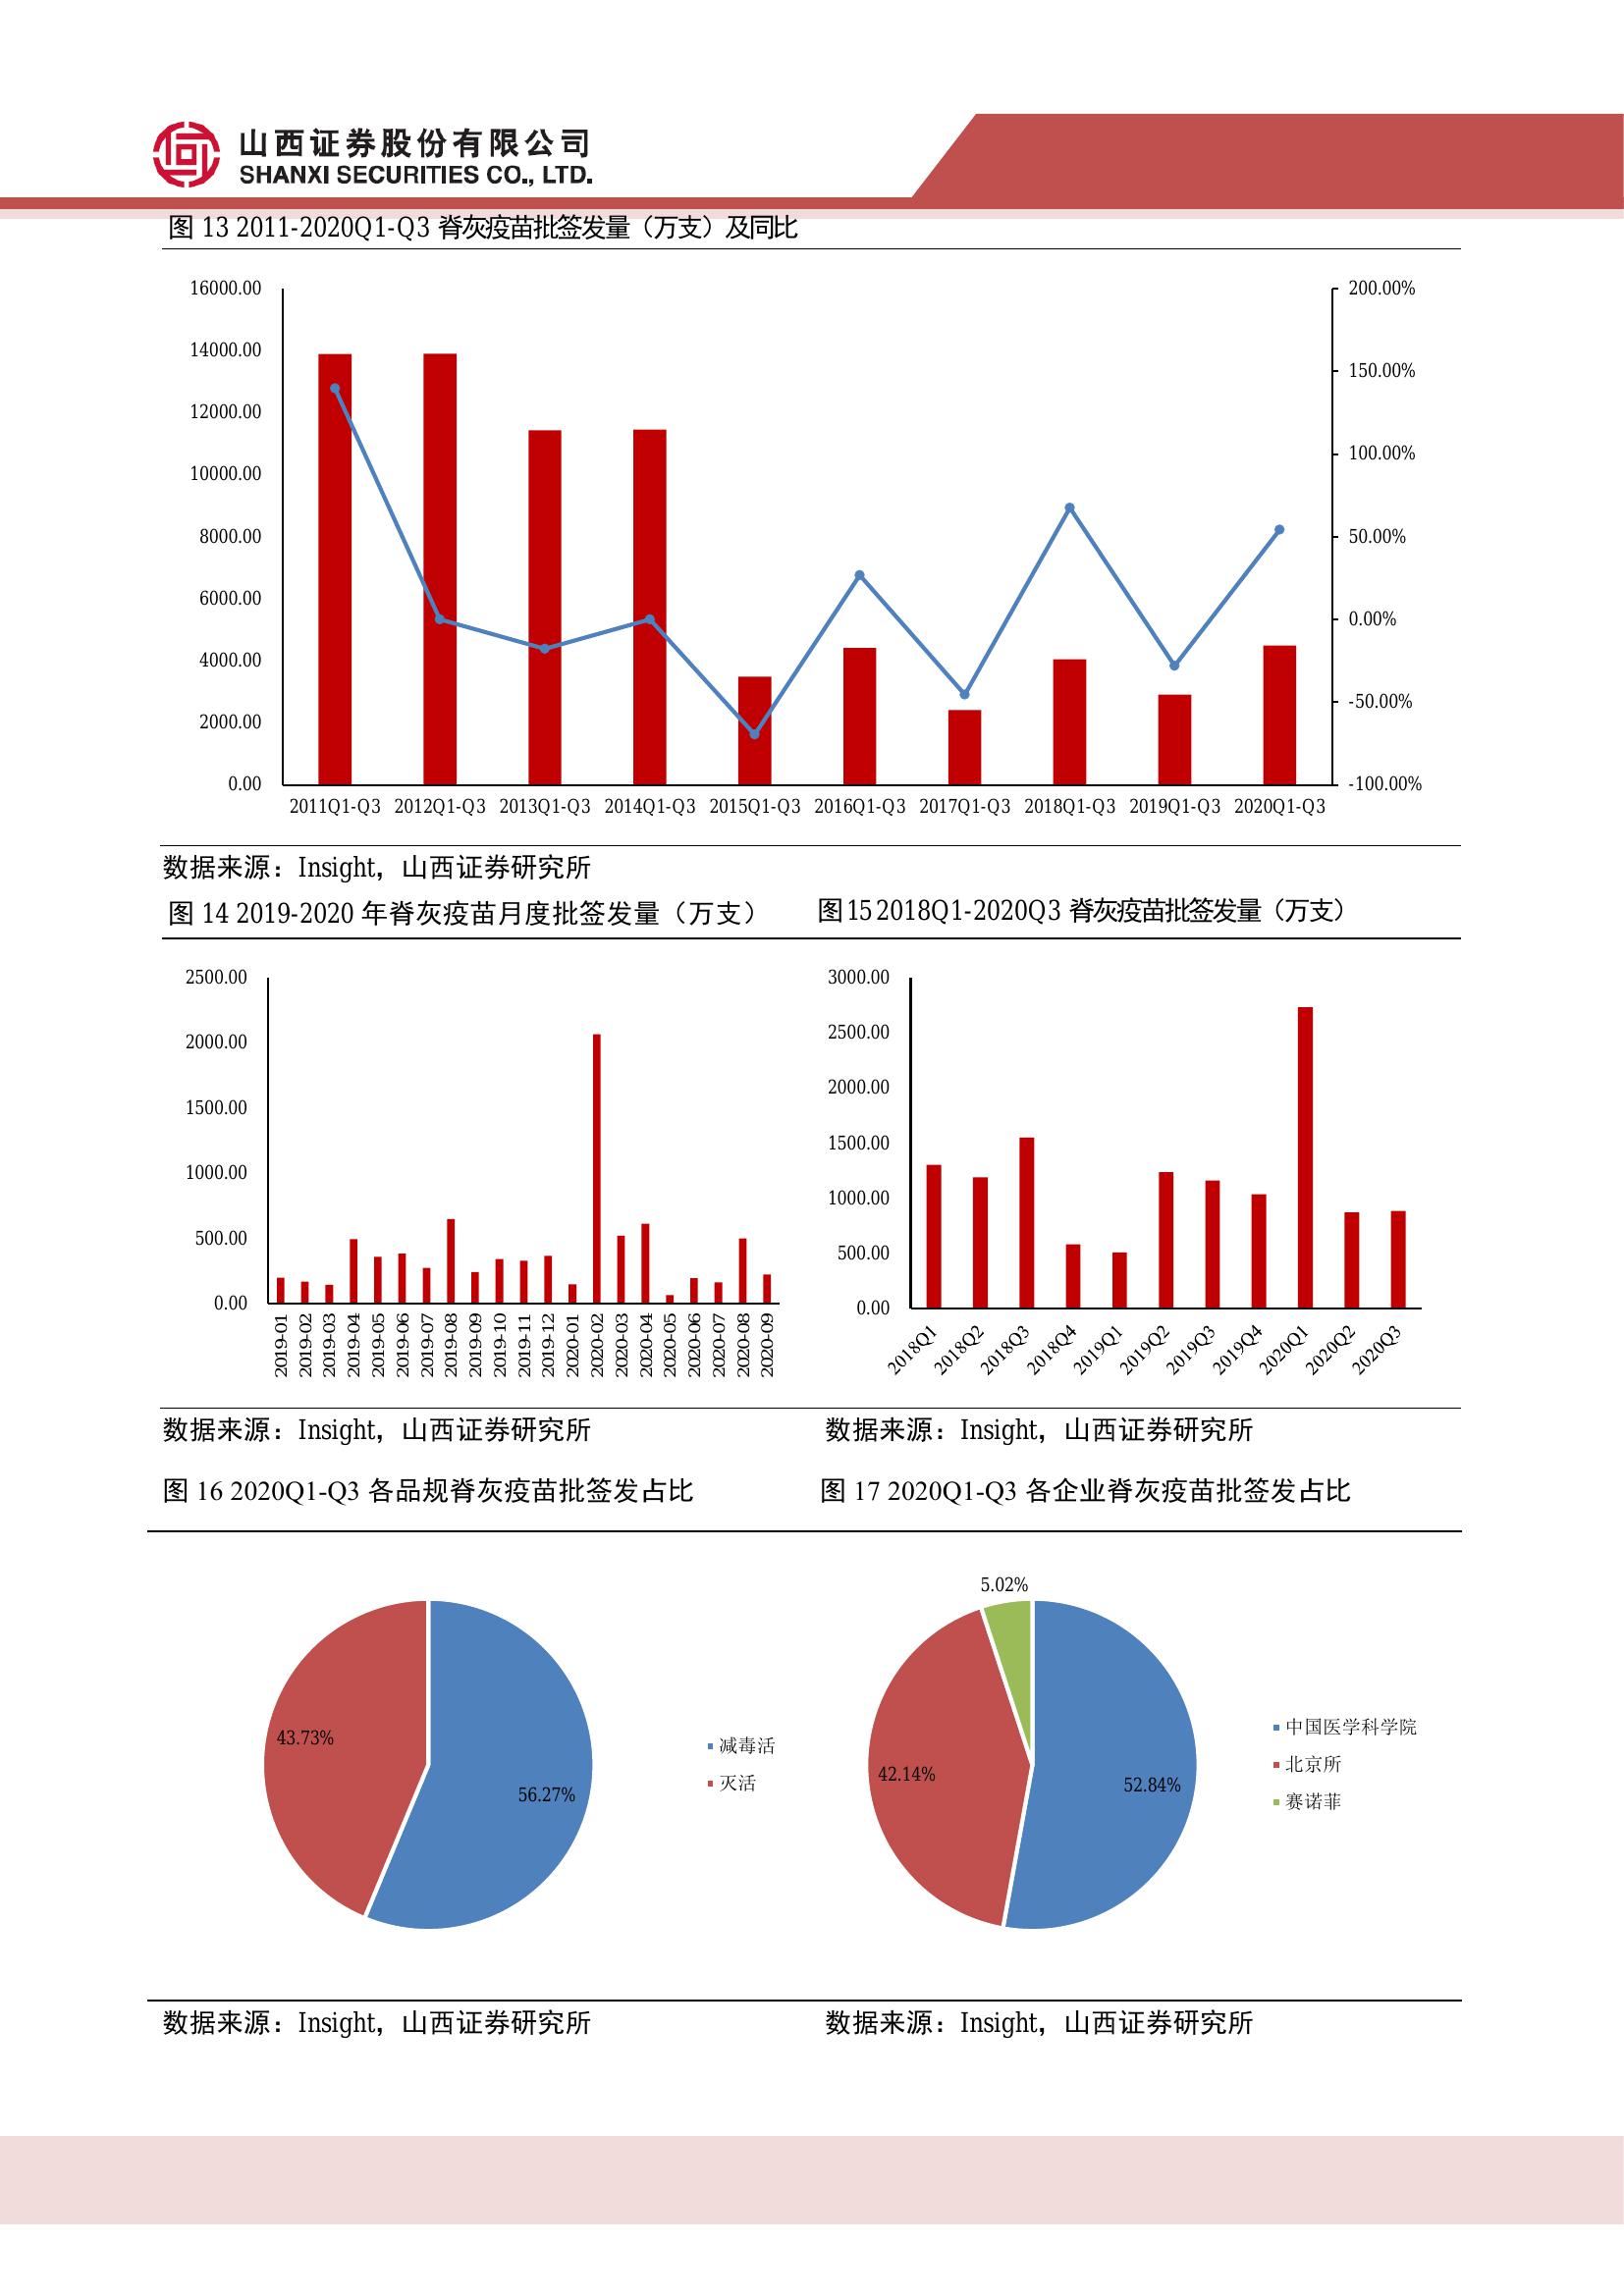 山西证券股份有限公司
SHANXI SECURITIES CO., LTD.
图 13 2011-2020Q1-Q3 脊灰疫苗批签发量（万支）及同比
16000.00
14000.00
12000.00
10000.00
8000.00
6000.00
4000.00
2000.00
0.00
200.00%
150.00%
100.00%
50.00%
0.00%
-50.00%
-100.00%
2011Q1-Q3 2012Q1-Q3 2013Q1-Q3 2014Q1-Q3 2015Q1-Q3 2016Q1-Q3 2017Q1-Q3 2018Q1-Q3 2019Q1-Q3 2020Q1-Q3
数据来源：Insight，山西证券研究所
图 14 2019-2020 年脊灰疫苗月度批签发量（万支）
2500.00
2000.00
1500.00
1000.00
500.00
0.00
2019-01 2019-02 2019-03 2019-04 2019-05 2019-06 2019-07 2019-08 2019-09 2019-10 2019-11 2019-12 2020-01 2020-02 2020-03 2020-04 2020-05 2020-06 2020-07 2020-08 2020-09
数据来源：Insight，山西证券研究所
图 15 2018Q1-2020Q3 脊灰疫苗批签发量（万支）
3000.00
2500.00
2000.00
1500.00
1000.00
500.00
0.00
2018Q1 2018Q2 2018Q3 2018Q4 2019Q1 2019Q2 2019Q3 2019Q4 2020Q1 2020Q2 2020Q3
数据来源：Insight，山西证券研究所
图 16 2020Q1-Q3 各品规脊灰疫苗批签发占比
43.73%
56.27%
减毒活
灭活
数据来源：Insight，山西证券研究所
图 17 2020Q1-Q3 各企业脊灰疫苗批签发占比
5.02%
42.14%
52.84%
中国医学科学院
北京所
赛诺菲
数据来源：Insight，山西证券研究所